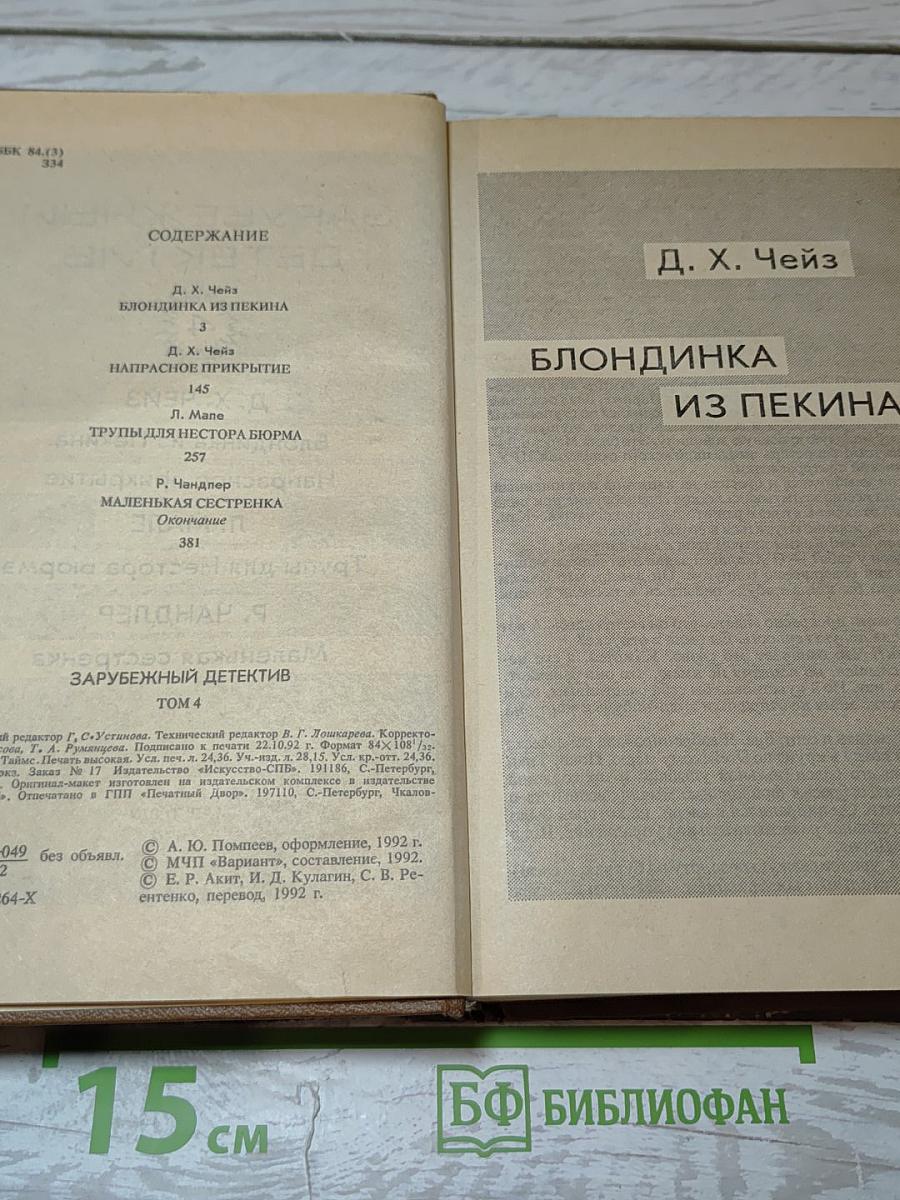 ББК 84.(3)
334
СОДЕРЖАНИЕ
Д. Х. Чейз
БЛОНДИНКА ИЗ ПЕКИНА
3
Д. Х. Чейз
НАПРАСНОЕ ПРИКРЫТИЕ
145
Л. Мале
ТРУПЫ ДЛЯ НЕСТОРА БЮРМА
257
Р. Чандлер
МАЛЕНЬКАЯ СЕСТРЕНКА
Окончание
381
ЗАРУБЕЖНЫЙ ДЕТЕКТИВ
ТОМ 4
редактор Г. С. Устинова. Технический редактор В. Г. Лошкарева. Корректо-
Т. А. Румянцева. Подписано к печати 22.10.92 г. Формат 84×108 1/32.
Таймс. Печать высокая. Усл. печ. л. 24,36. Уч.-изд. л. 28,15. Усл. кр.-отт. 24,36.
экз. Заказ № 17 Издательство «Искусство-СПБ». 191186, С.-Петербург,
Оригинал-макет изготовлен на издательском комплексе в издательстве
Отпечатано в ГПП «Печатный Двор». 197110, С.-Петербург, Чкалов-
-049
2
без объявл.
264-X
© А. Ю. Помпеев, оформление, 1992 г.
© МЧП «Вариант», составление, 1992.
© Е. Р. Акит, И. Д. Кулагин, С. В. Ре-
ентенко, перевод, 1992 г.
Д. Х. Чейз
БЛОНДИНКА
ИЗ ПЕКИНА
15 см
БФ БИБЛИОФАН